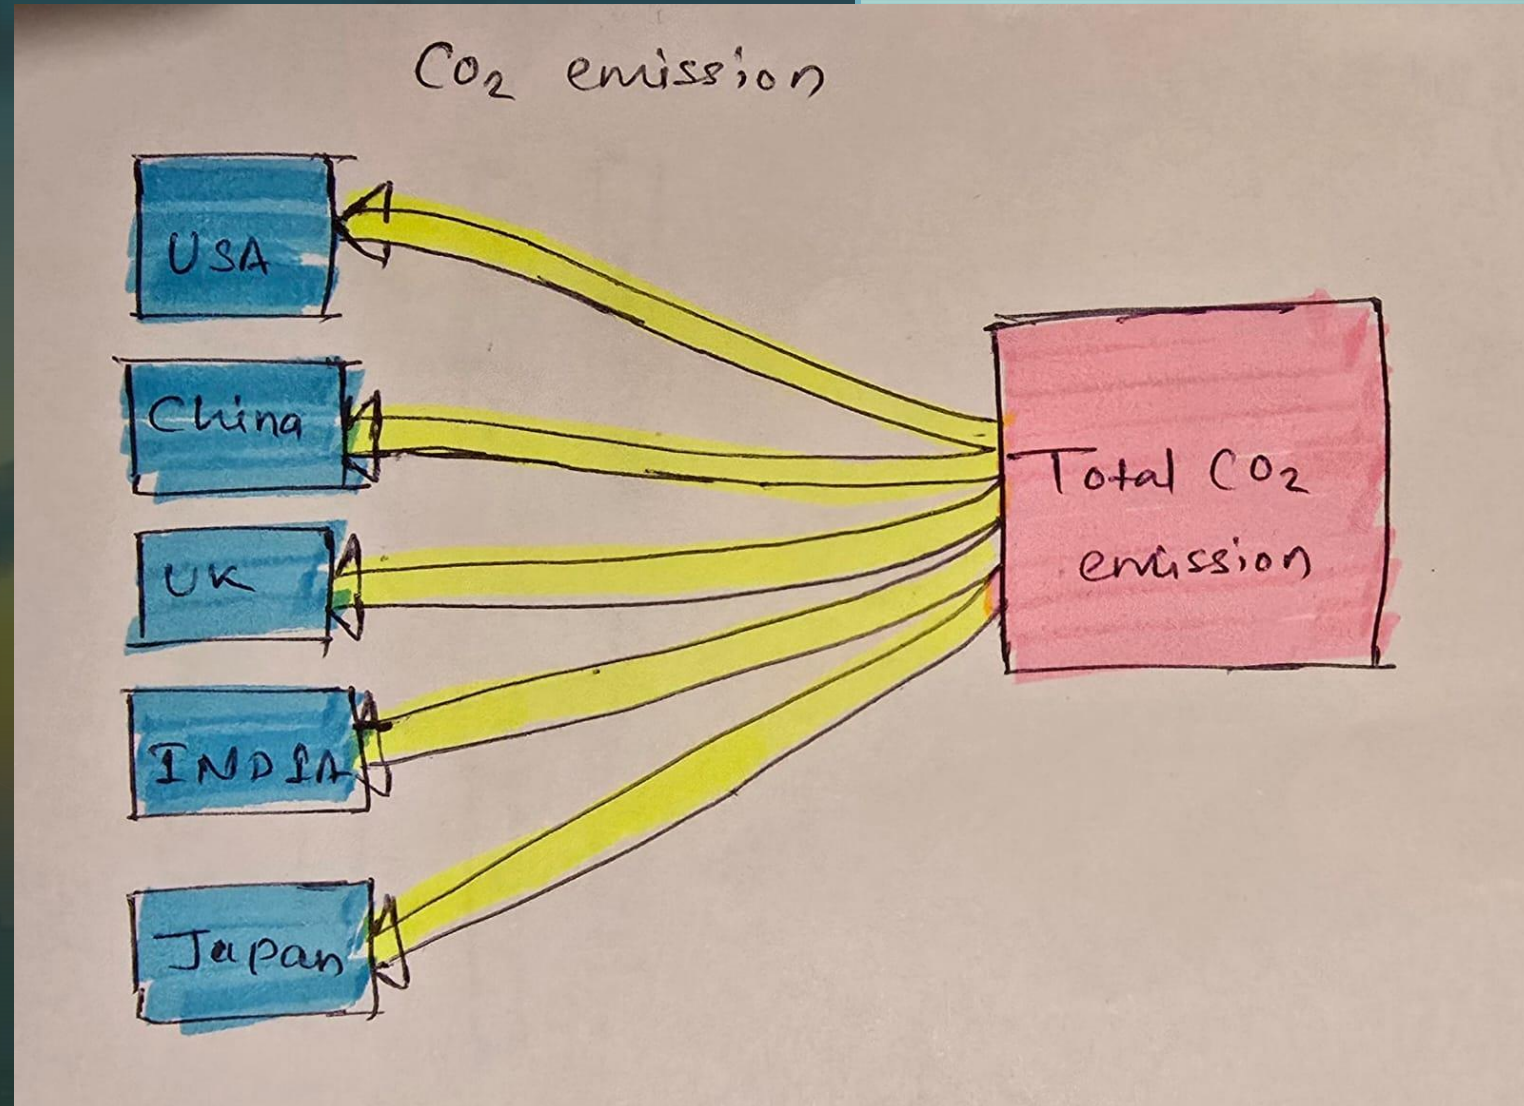 CO₂ emission
USA
China
UK
INDIA
Japan
Total CO₂
emission